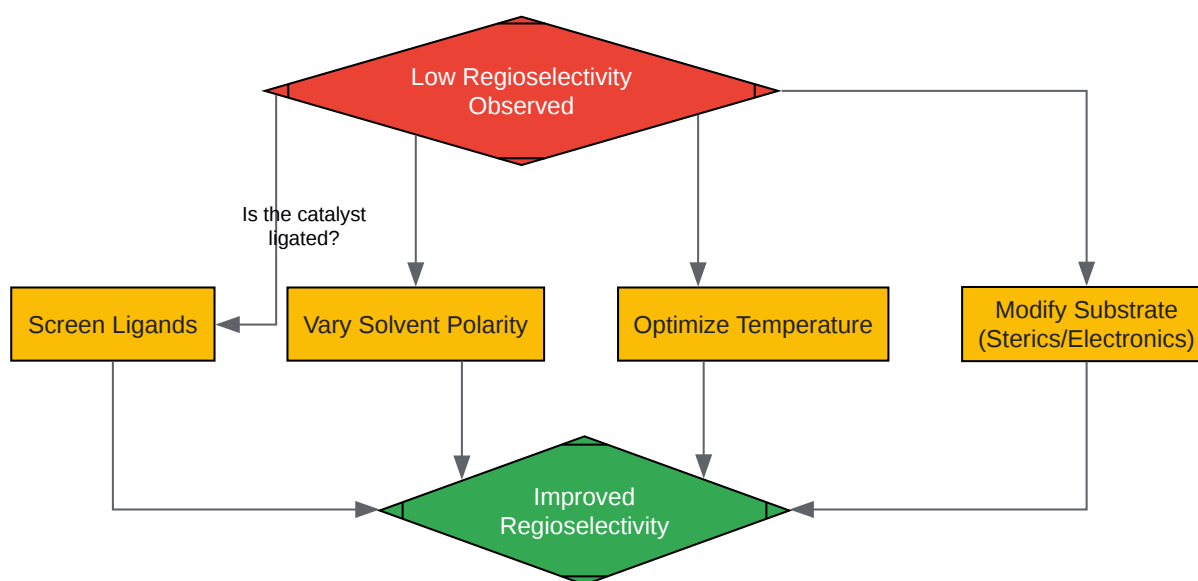 Low Regioselectivity
Observed
Is the catalyst
ligated?
Screen Ligands
Vary Solvent Polarity
Optimize Temperature
Modify Substrate
(Sterics/Electronics)
Improved
Regioselectivity